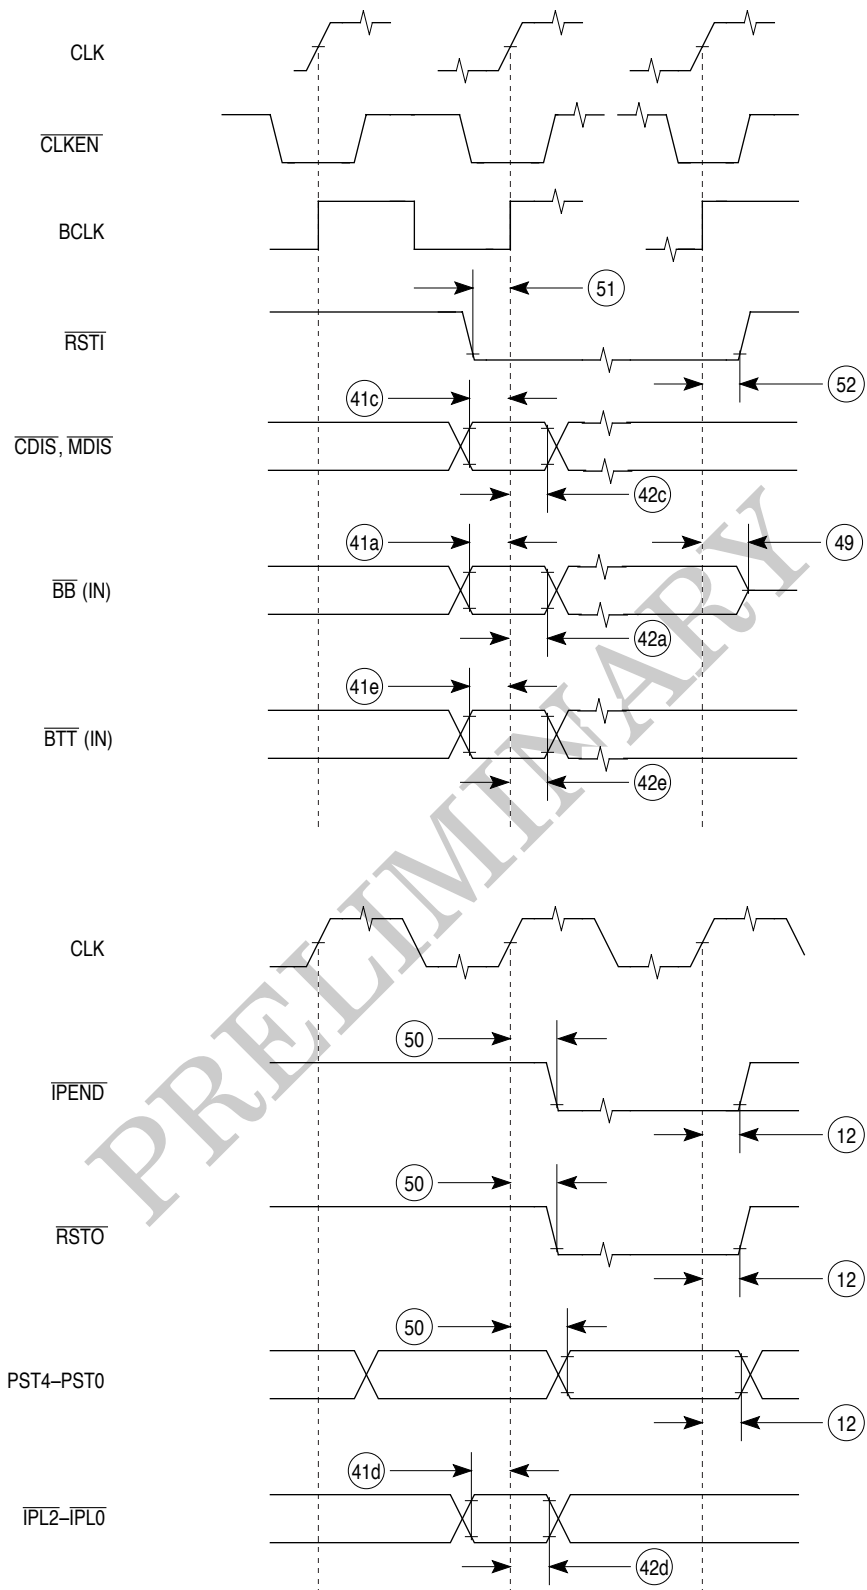 CLK
CLKEN
BCLK
51
RSTI
52
41c
CDIS, MDIS
42c
41a
49
BB (IN)
42a
41e
BTT (IN)
42e
PRELIMINARY
CLK
50
IPEND
12
50
RSTO
12
50
PST4–PST0
12
41d
IPL2–IPL0
42d